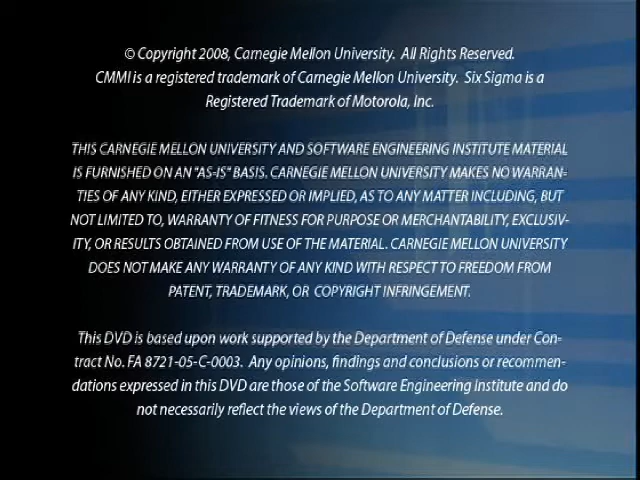 © Copyright 2008, Carnegie Mellon University.  All Rights Reserved.
CMMI is a registered trademark of Carnegie Mellon University.  Six Sigma is a
Registered Trademark of Motorola, Inc.
THIS CARNEGIE MELLON UNIVERSITY AND SOFTWARE ENGINEERING INSTITUTE MATERIAL
IS FURNISHED ON AN "AS-IS" BASIS. CARNEGIE MELLON UNIVERSITY MAKES NO WARRAN-
TIES OF ANY KIND, EITHER EXPRESSED OR IMPLIED, AS TO ANY MATTER INCLUDING, BUT
NOT LIMITED TO, WARRANTY OF FITNESS FOR PURPOSE OR MERCHANTABILITY, EXCLUSIV-
ITY, OR RESULTS OBTAINED FROM USE OF THE MATERIAL. CARNEGIE MELLON UNIVERSITY
DOES NOT MAKE ANY WARRANTY OF ANY KIND WITH RESPECT TO FREEDOM FROM
PATENT, TRADEMARK, OR  COPYRIGHT INFRINGEMENT.
This DVD is based upon work supported by the Department of Defense under Con-
tract No. FA 8721-05-C-0003.  Any opinions, findings and conclusions or recommen-
dations expressed in this DVD are those of the Software Engineering Institute and do
not necessarily reflect the views of the Department of Defense.